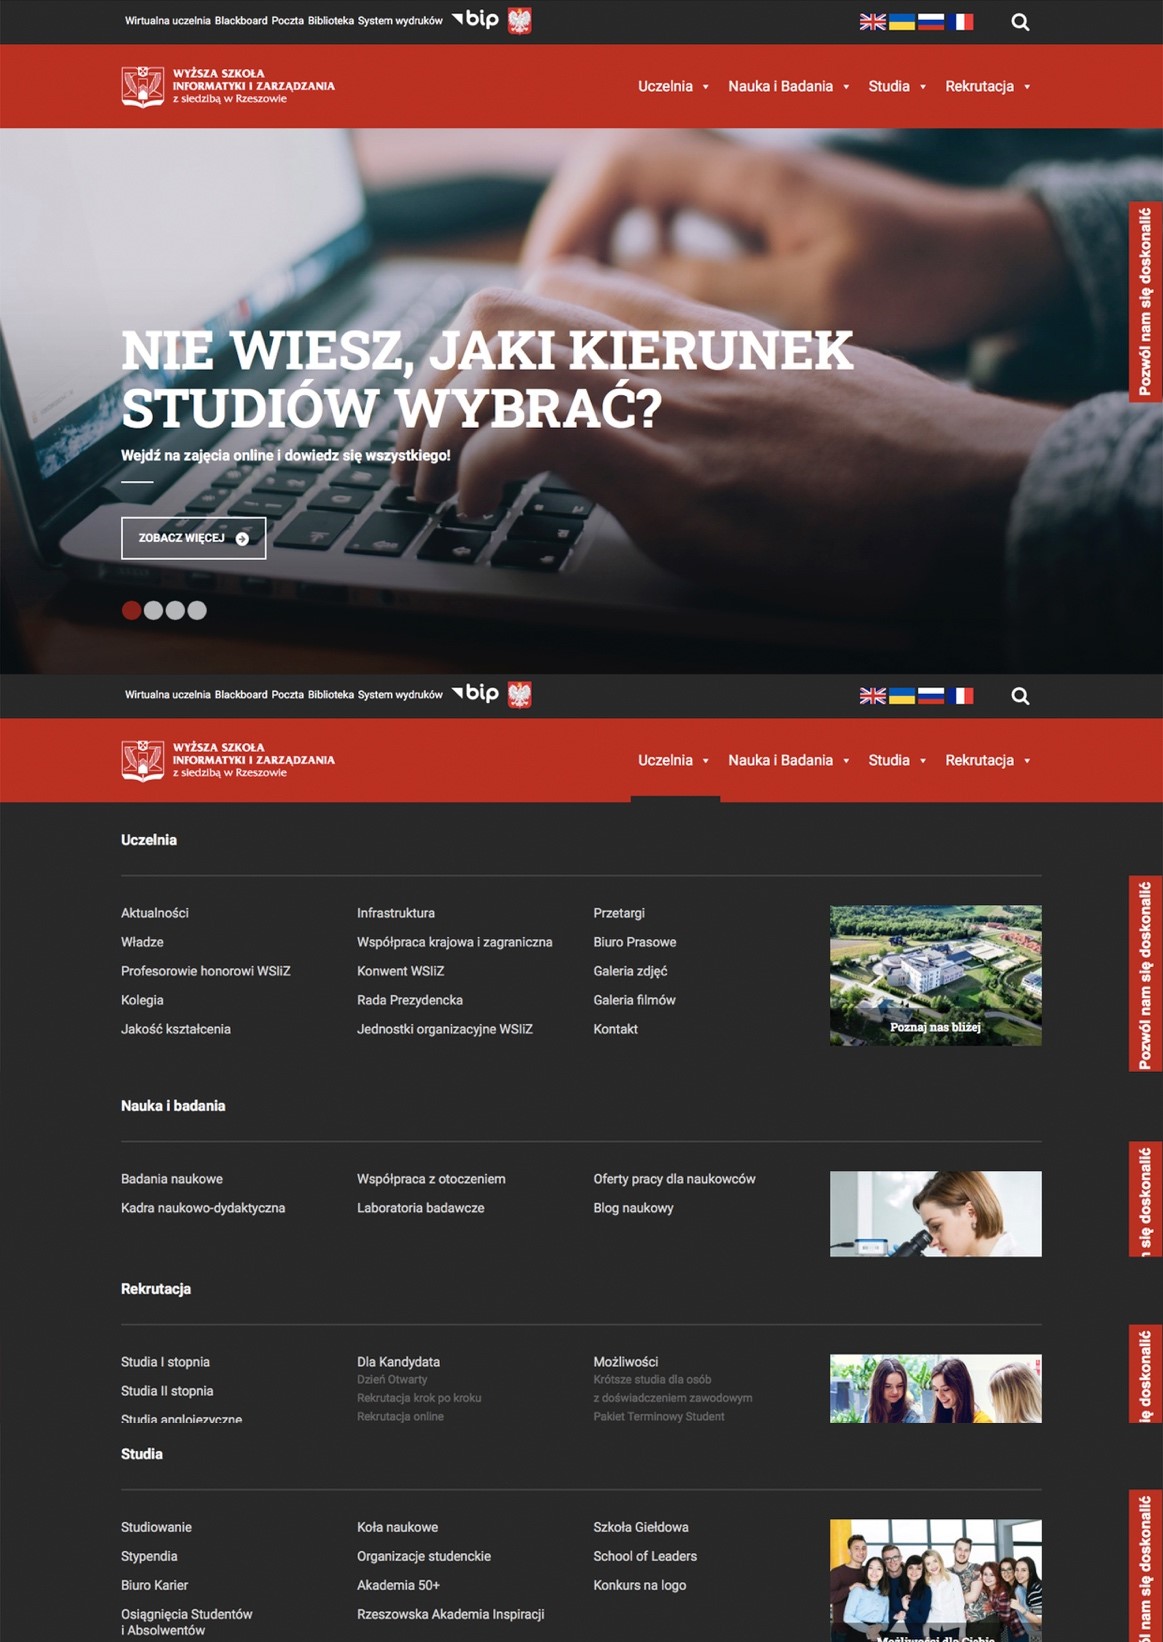 Wirtualna uczelnia Blackboard Poczta Biblioteka System wydruków bip
WYŻSZA SZKOŁA
INFORMATYKI I ZARZĄDZANIA
z siedzibą w Rzeszowie
Uczelnia Nauka i Badania Studia Rekrutacja
Pozwól nam się doskonalić
NIE WIESZ, JAKI KIERUNEK
STUDIÓW WYBRAĆ?
Wejdź na zajęcia online i dowiedz się wszystkiego!
ZOBACZ WIĘCEJ
Wirtualna uczelnia Blackboard Poczta Biblioteka System wydruków bip
WYŻSZA SZKOŁA
INFORMATYKI I ZARZĄDZANIA
z siedzibą w Rzeszowie
Uczelnia Nauka i Badania Studia Rekrutacja
Uczelnia
Pozwól nam się doskonalić
Aktualności Infrastruktura Przetargi
Władze Współpraca krajowa i zagraniczna Biuro Prasowe
Profesorowie honorowi WSIiZ Konwent WSIiZ Galeria zdjęć
Kolegia Rada Prezydencka Galeria filmów
Jakość kształcenia Jednostki organizacyjne WSIiZ Kontakt
Poznaj nas bliżej
Nauka i badania
się doskonalić
Badania naukowe Współpraca z otoczeniem Oferty pracy dla naukowców
Kadra naukowo-dydaktyczna Laboratoria badawcze Blog naukowy
Rekrutacja
doskonalić
Studia I stopnia Dla Kandydata Możliwości
Dzień Otwarty Krótsze studia dla osób
Studia II stopnia Rekrutacja krok po kroku z doświadczeniem zawodowym
Studia anglojęzyczne Rekrutacja online Pakiet Terminowy Student
Studia
nam się doskonalić
Studiowanie Koła naukowe Szkoła Giełdowa
Stypendia Organizacje studenckie School of Leaders
Biuro Karier Akademia 50+ Konkurs na logo
Osiągnięcia Studentów Rzeszowska Akademia Inspiracji
i Absolwentów
Możliwości dla Ciebie